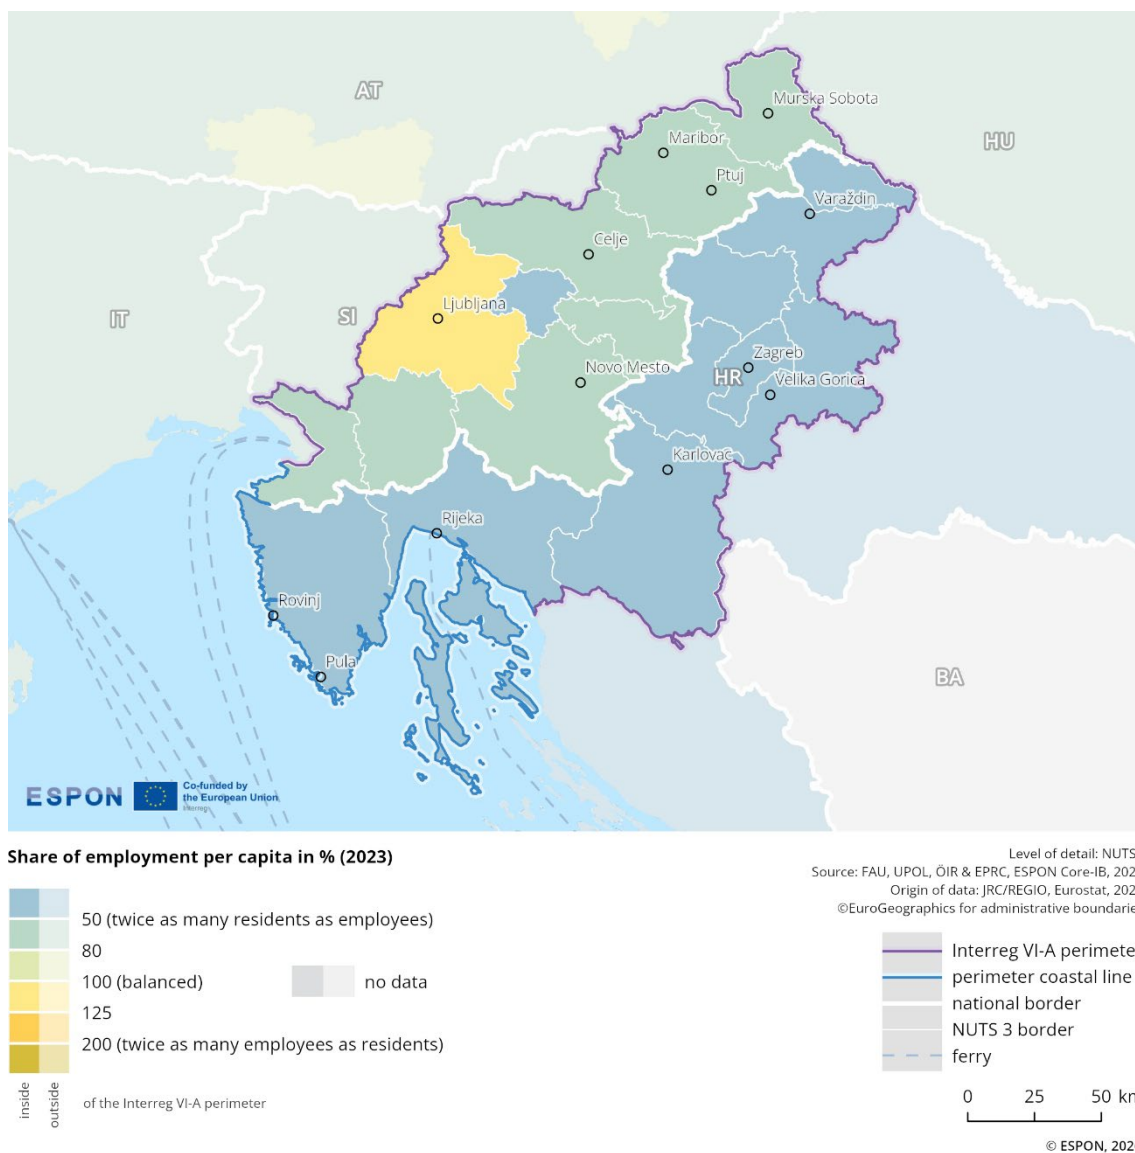 AT
Murska Sobota
HU
Maribor
Ptuj
Varaždin
Celje
Ljubljana
IT
SI
Zagreb
Novo Mesto
HR
Velika Gorica
Karlovac
Rijeka
Rovinj
Pula
BA
ESPON
Co-funded by
the European Union
Interreg
Share of employment per capita in % (2023)
50 (twice as many residents as employees)
80
100 (balanced)
125
200 (twice as many employees as residents)
no data
inside
outside
of the Interreg VI-A perimeter
Level of detail: NUTS
Source: FAU, UPOL, ÖIR & EPRC, ESPON Core-IB, 202
Origin of data: JRC/REGIO, Eurostat, 202
©EuroGeographics for administrative boundarie
Interreg VI-A perimete
perimeter coastal line
national border
NUTS 3 border
ferry
0 25 50 km
© ESPON, 202